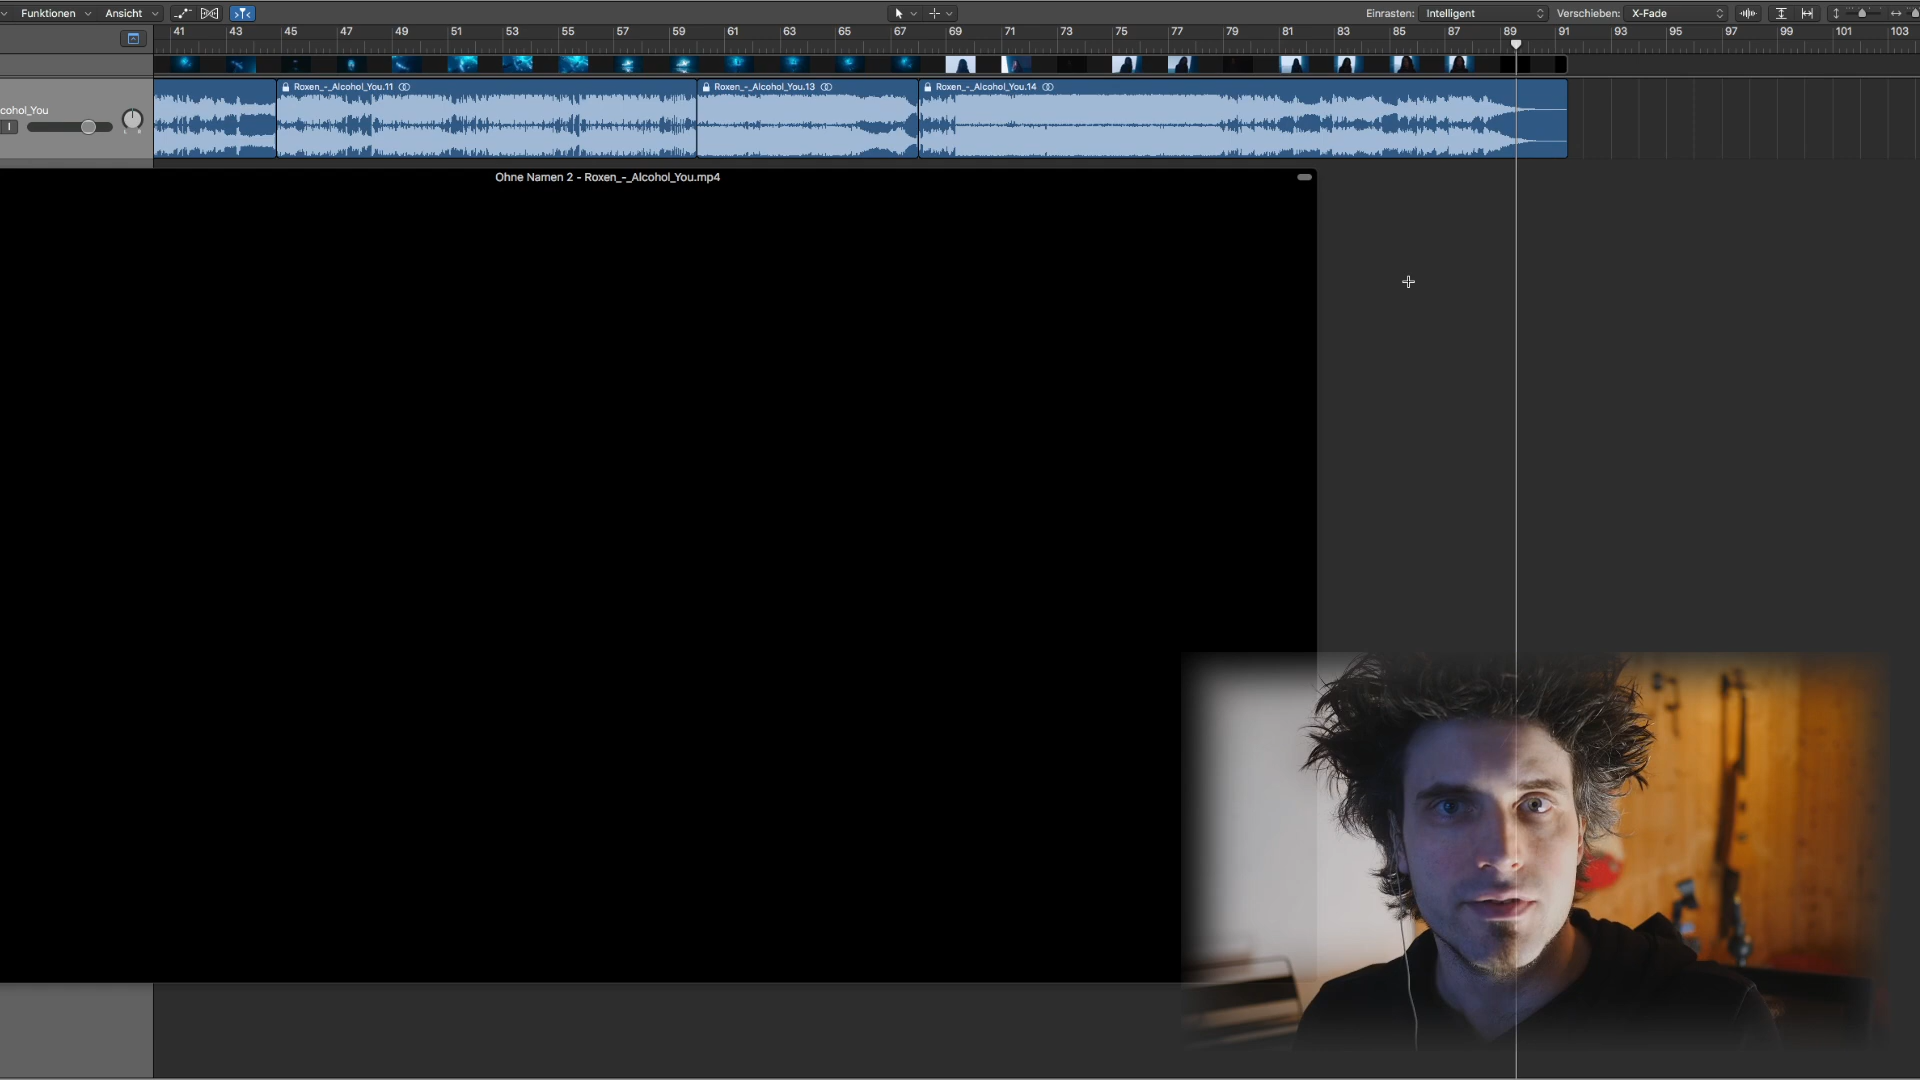 Funktionen Ansicht Einrasten: Intelligent Verschieben: X-Fade
41 43 45 47 49 51 53 55 57 59 61 63 65 67 69 71 73 75 77 79 81 83 85 87 89 91 93 95 97 99 101 103
Roxen_-_Alcohol_You.11 Roxen_-_Alcohol_You.13 Roxen_-_Alcohol_You.14
cohol_You
I
Ohne Namen 2 - Roxen_-_Alcohol_You.mp4